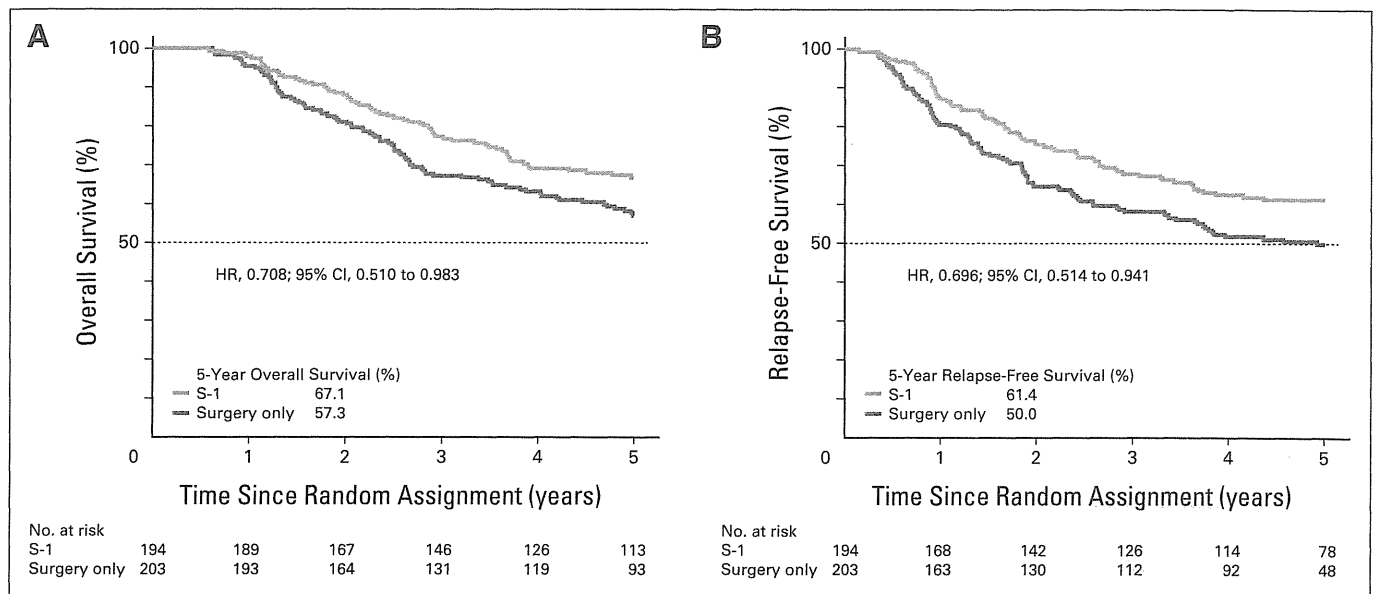 A
Overall Survival (%)
100
50
HR, 0.708; 95% CI, 0.510 to 0.983
5-Year Overall Survival (%)
S-1 67.1
Surgery only 57.3
0 1 2 3 4 5
Time Since Random Assignment (years)
No. at risk
S-1 194 189 167 146 126 113
Surgery only 203 193 164 131 119 93
B
Relapse-Free Survival (%)
100
50
HR, 0.696; 95% CI, 0.514 to 0.941
5-Year Relapse-Free Survival (%)
S-1 61.4
Surgery only 50.0
0 1 2 3 4 5
Time Since Random Assignment (years)
No. at risk
S-1 194 168 142 126 114 78
Surgery only 203 163 130 112 92 48